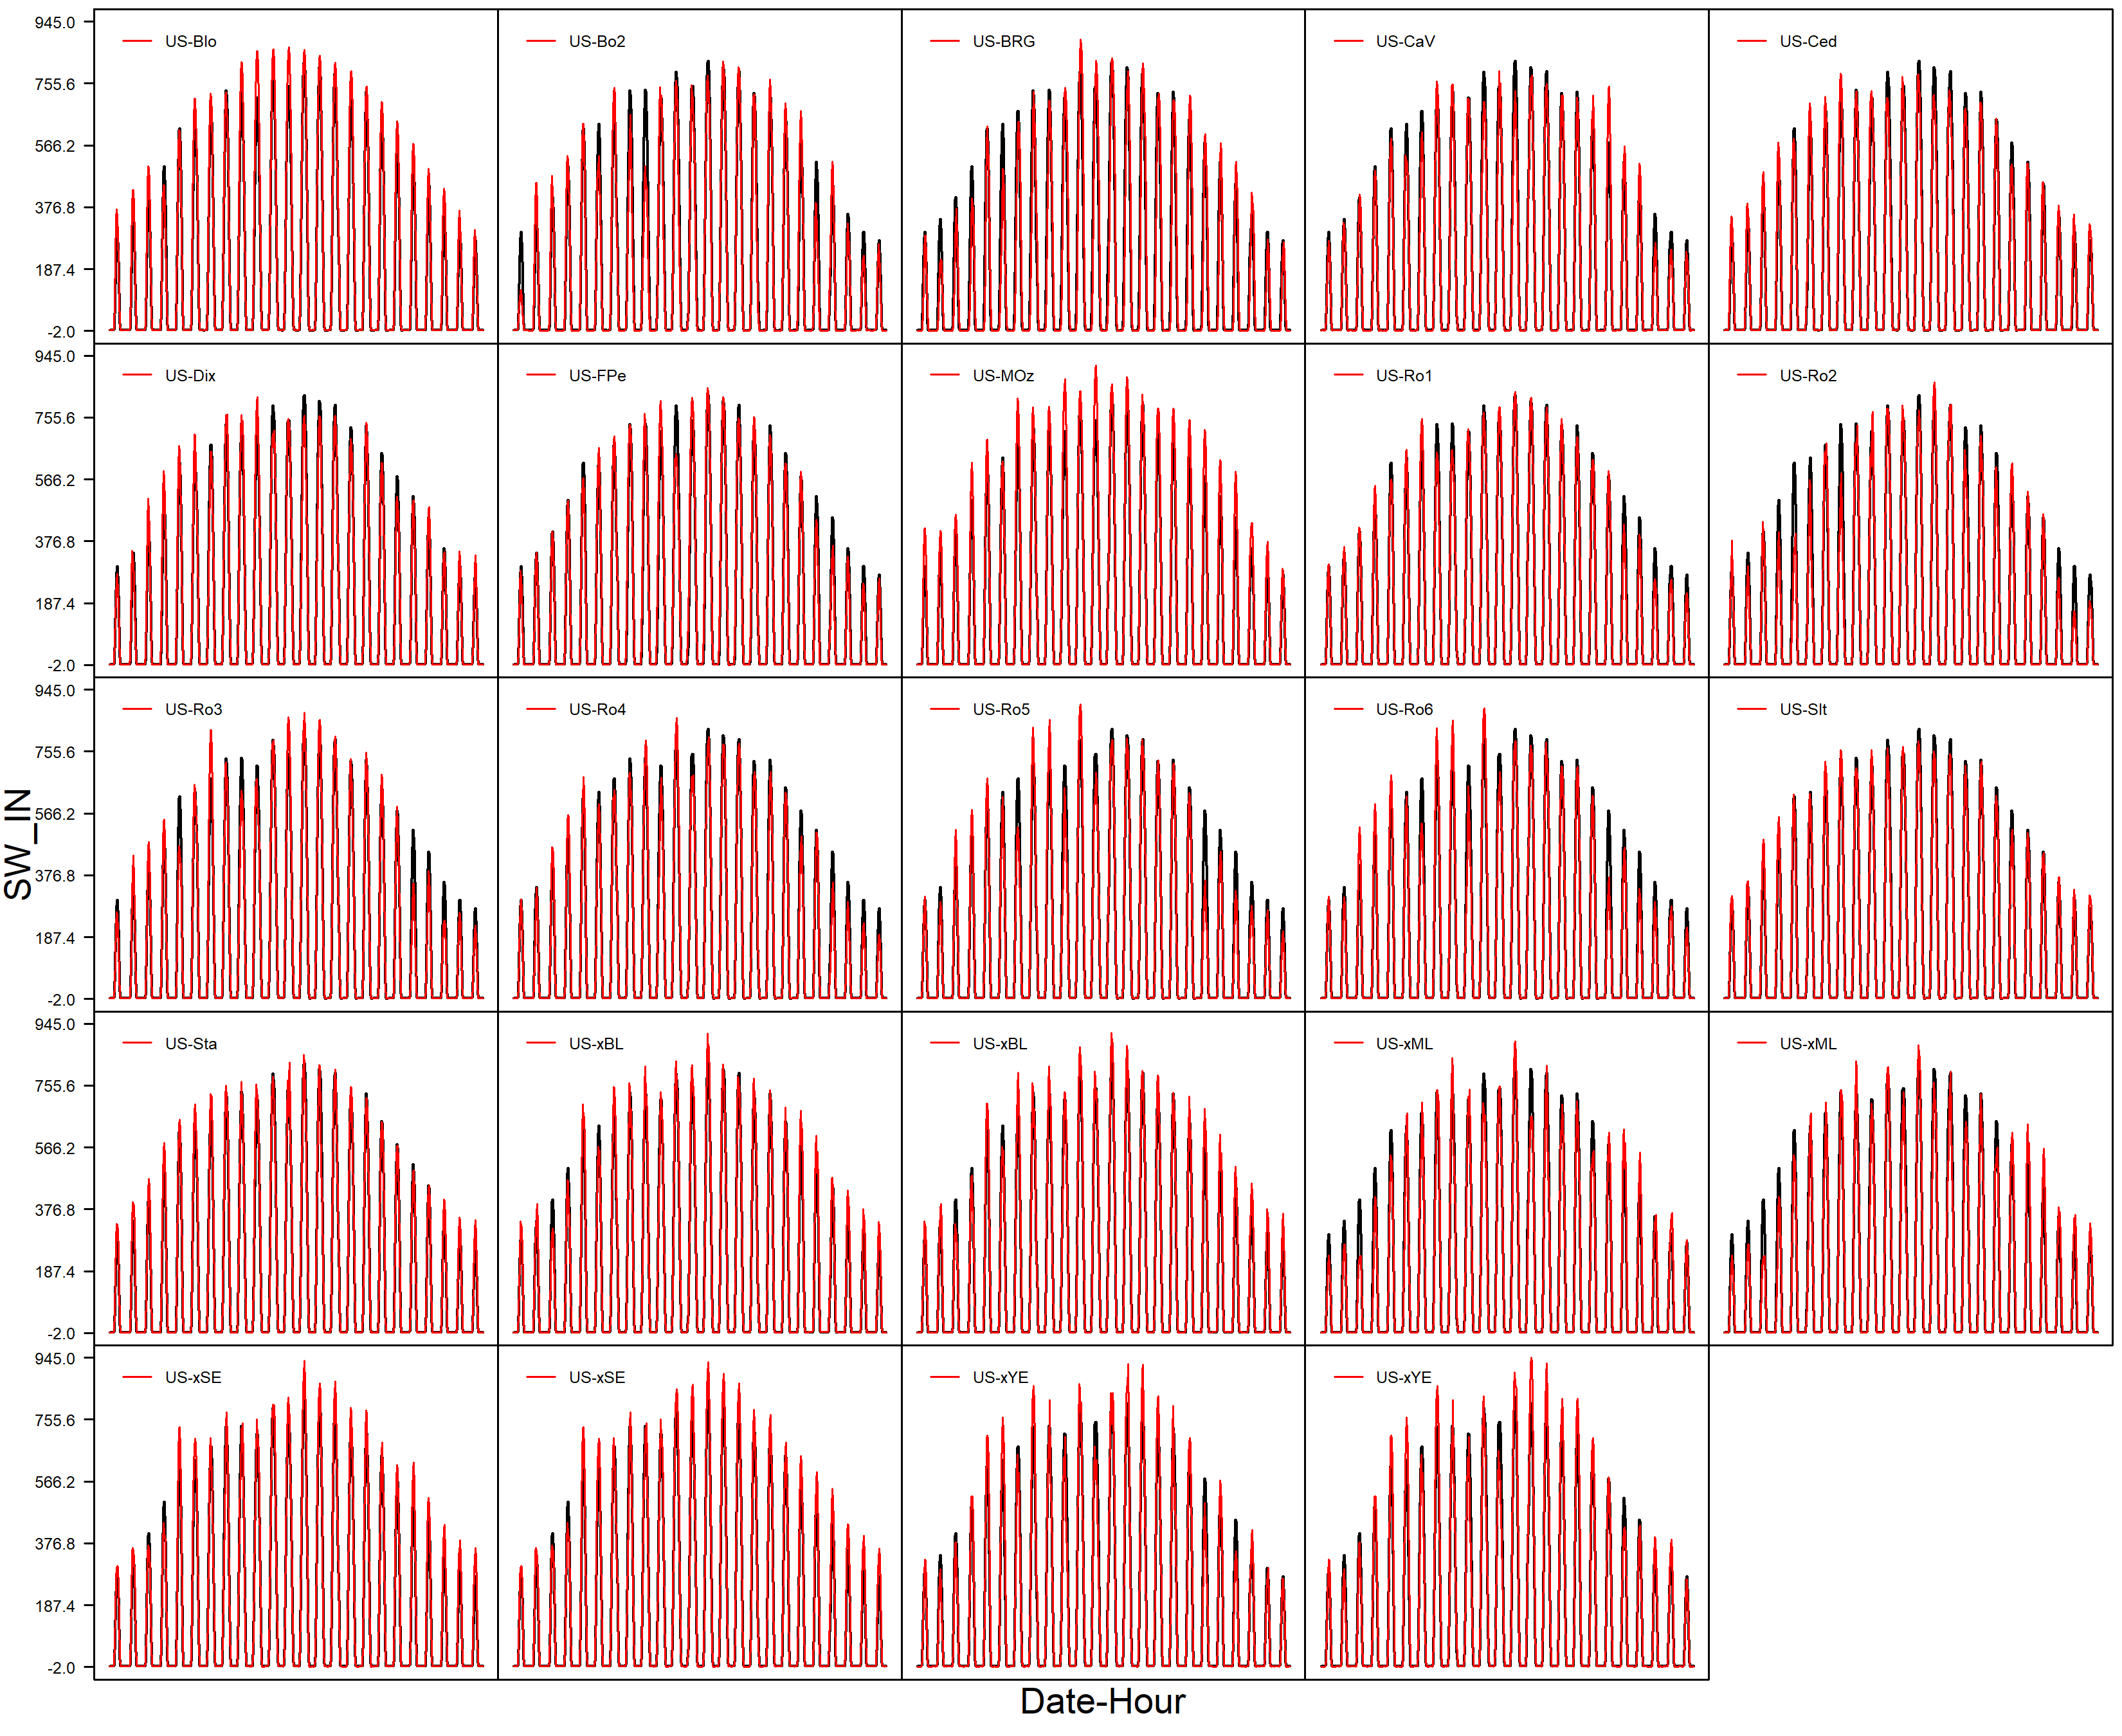 SW_IN
945.0
755.6
566.2
376.8
187.4
-2.0
US-Blo
US-Bo2
US-BRG
US-CaV
US-Ced
945.0
755.6
566.2
376.8
187.4
-2.0
US-Dix
US-FPe
US-MOz
US-Ro1
US-Ro2
945.0
755.6
566.2
376.8
187.4
-2.0
US-Ro3
US-Ro4
US-Ro5
US-Ro6
US-Slt
945.0
755.6
566.2
376.8
187.4
-2.0
US-Sta
US-xBL
US-xBL
US-xML
US-xML
945.0
755.6
566.2
376.8
187.4
-2.0
US-xSE
US-xSE
US-xYE
US-xYE
Date-Hour